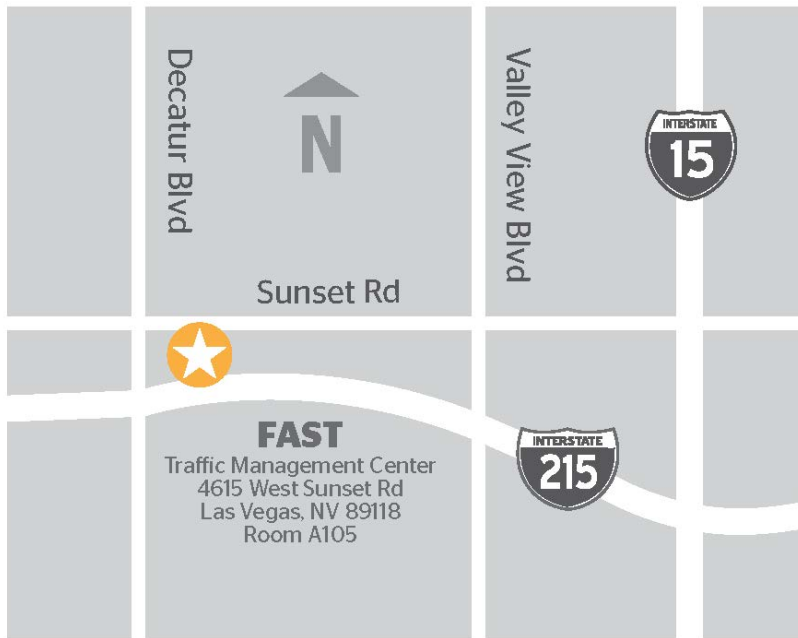 Decatur Blvd
N
Valley View Blvd
INTERSTATE
15
Sunset Rd
FAST
Traffic Management Center
4615 West Sunset Rd
Las Vegas, NV 89118
Room A105
INTERSTATE
215